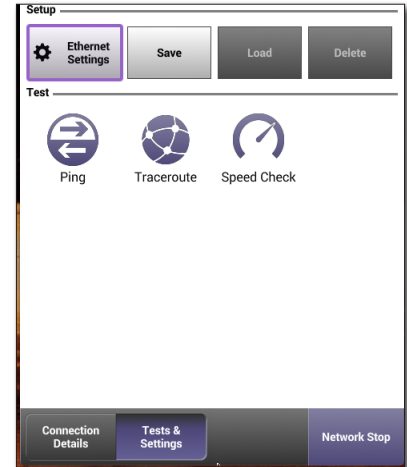 Setup
Ethernet
Settings
Save
Load
Delete
Test
Ping
Traceroute
Speed Check
Connection
Details
Tests &
Settings
Network Stop